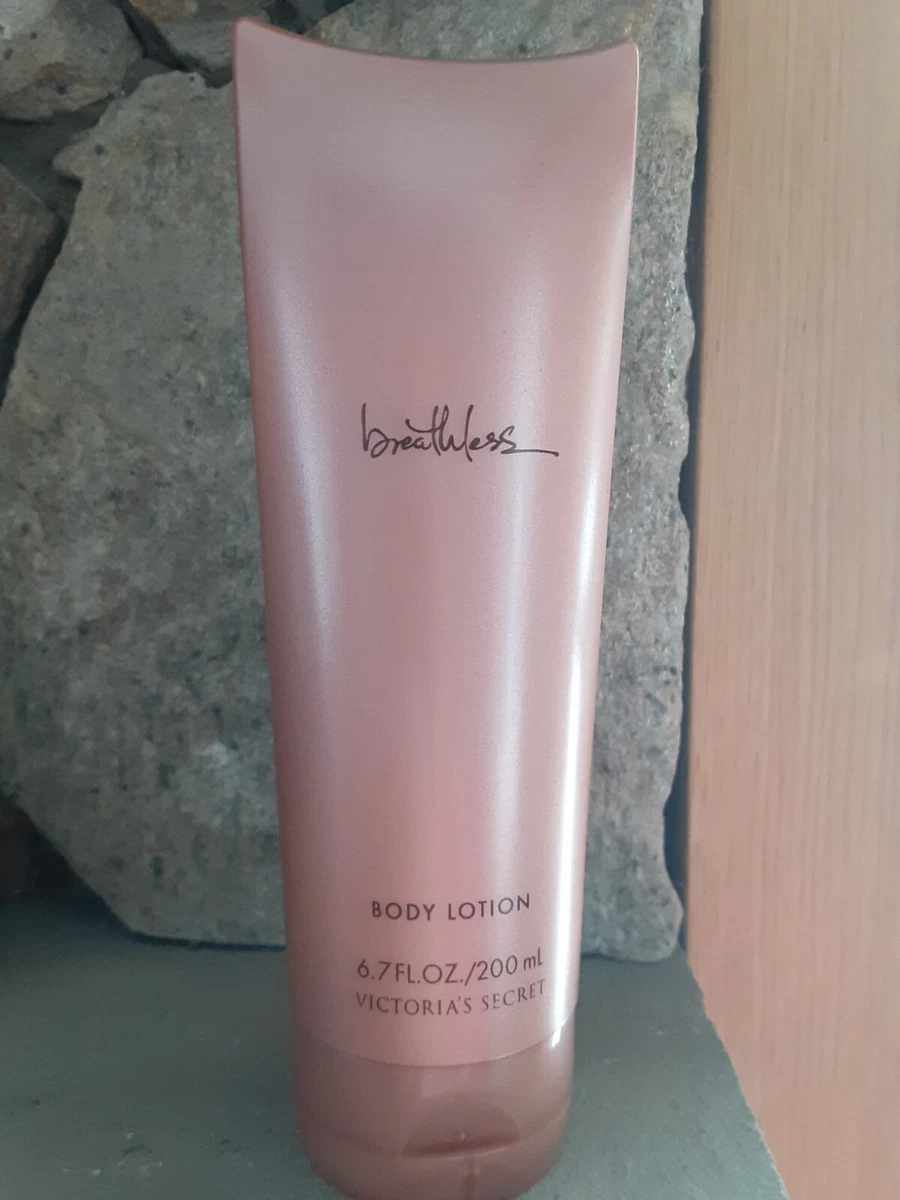 breathless
BODY LOTION
6.7FL.OZ./200 mL
VICTORIA'S SECRET